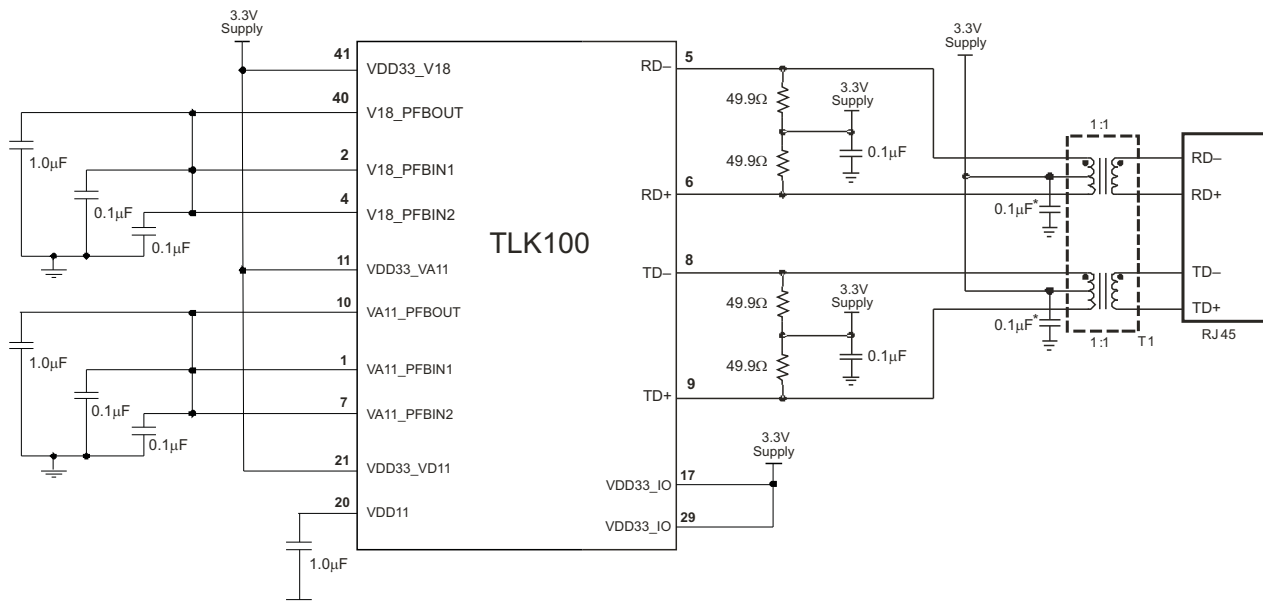 3.3V
Supply
41
VDD33_V18
40
V18_PFBOUT
1.0μF
2
V18_PFBIN1
0.1μF
4
V18_PFBIN2
0.1μF
11
VDD33_VA11
10
VA11_PFBOUT
1.0μF
1
VA11_PFBIN1
0.1μF
7
VA11_PFBIN2
0.1μF
21
VDD33_VD11
20
VDD11
1.0μF
TLK100
RD–
5
49.9Ω
3.3V
Supply
0.1μF
49.9Ω
RD+
6
TD–
8
49.9Ω
3.3V
Supply
0.1μF
49.9Ω
TD+
9
3.3V
Supply
VDD33_IO
17
VDD33_IO
29
3.3V
Supply
1:1
0.1μF*
0.1μF*
1:1
T1
RD–
RD+
TD–
TD+
RJ45